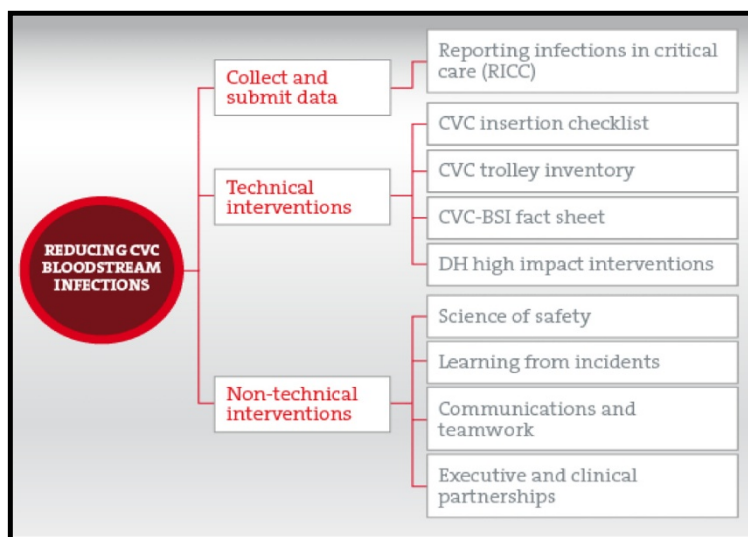 REDUCING CVC
BLOODSTREAM
INFECTIONS
Collect and
submit data
Reporting infections in critical
care (RICC)
Technical
interventions
CVC insertion checklist
CVC trolley inventory
CVC-BSI fact sheet
DH high impact interventions
Non-technical
interventions
Science of safety
Learning from incidents
Communications and
teamwork
Executive and clinical
partnerships